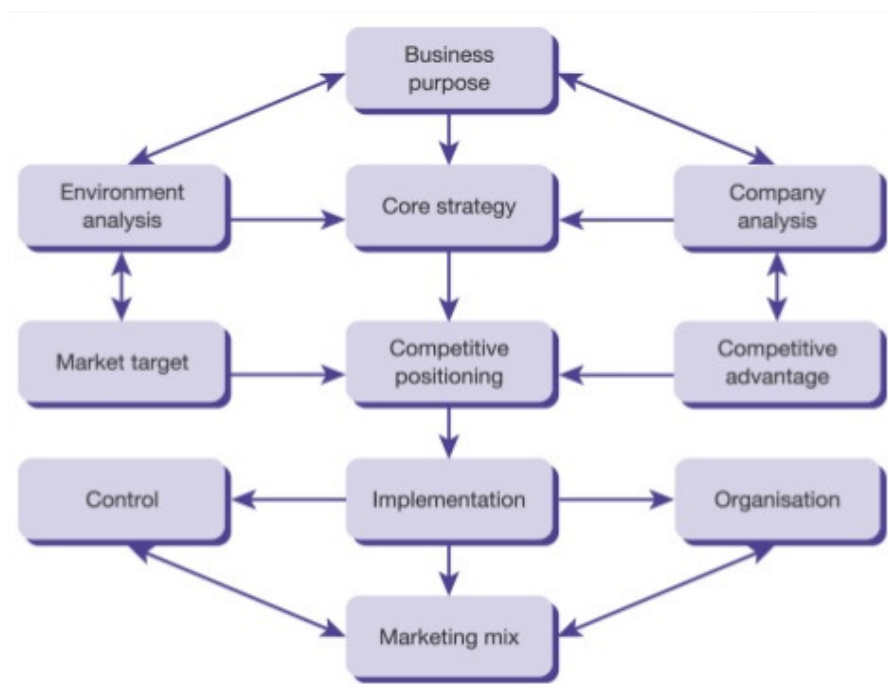 Business
purpose
Environment
analysis
Core strategy
Company
analysis
Market target
Competitive
positioning
Competitive
advantage
Control
Implementation
Organisation
Marketing mix